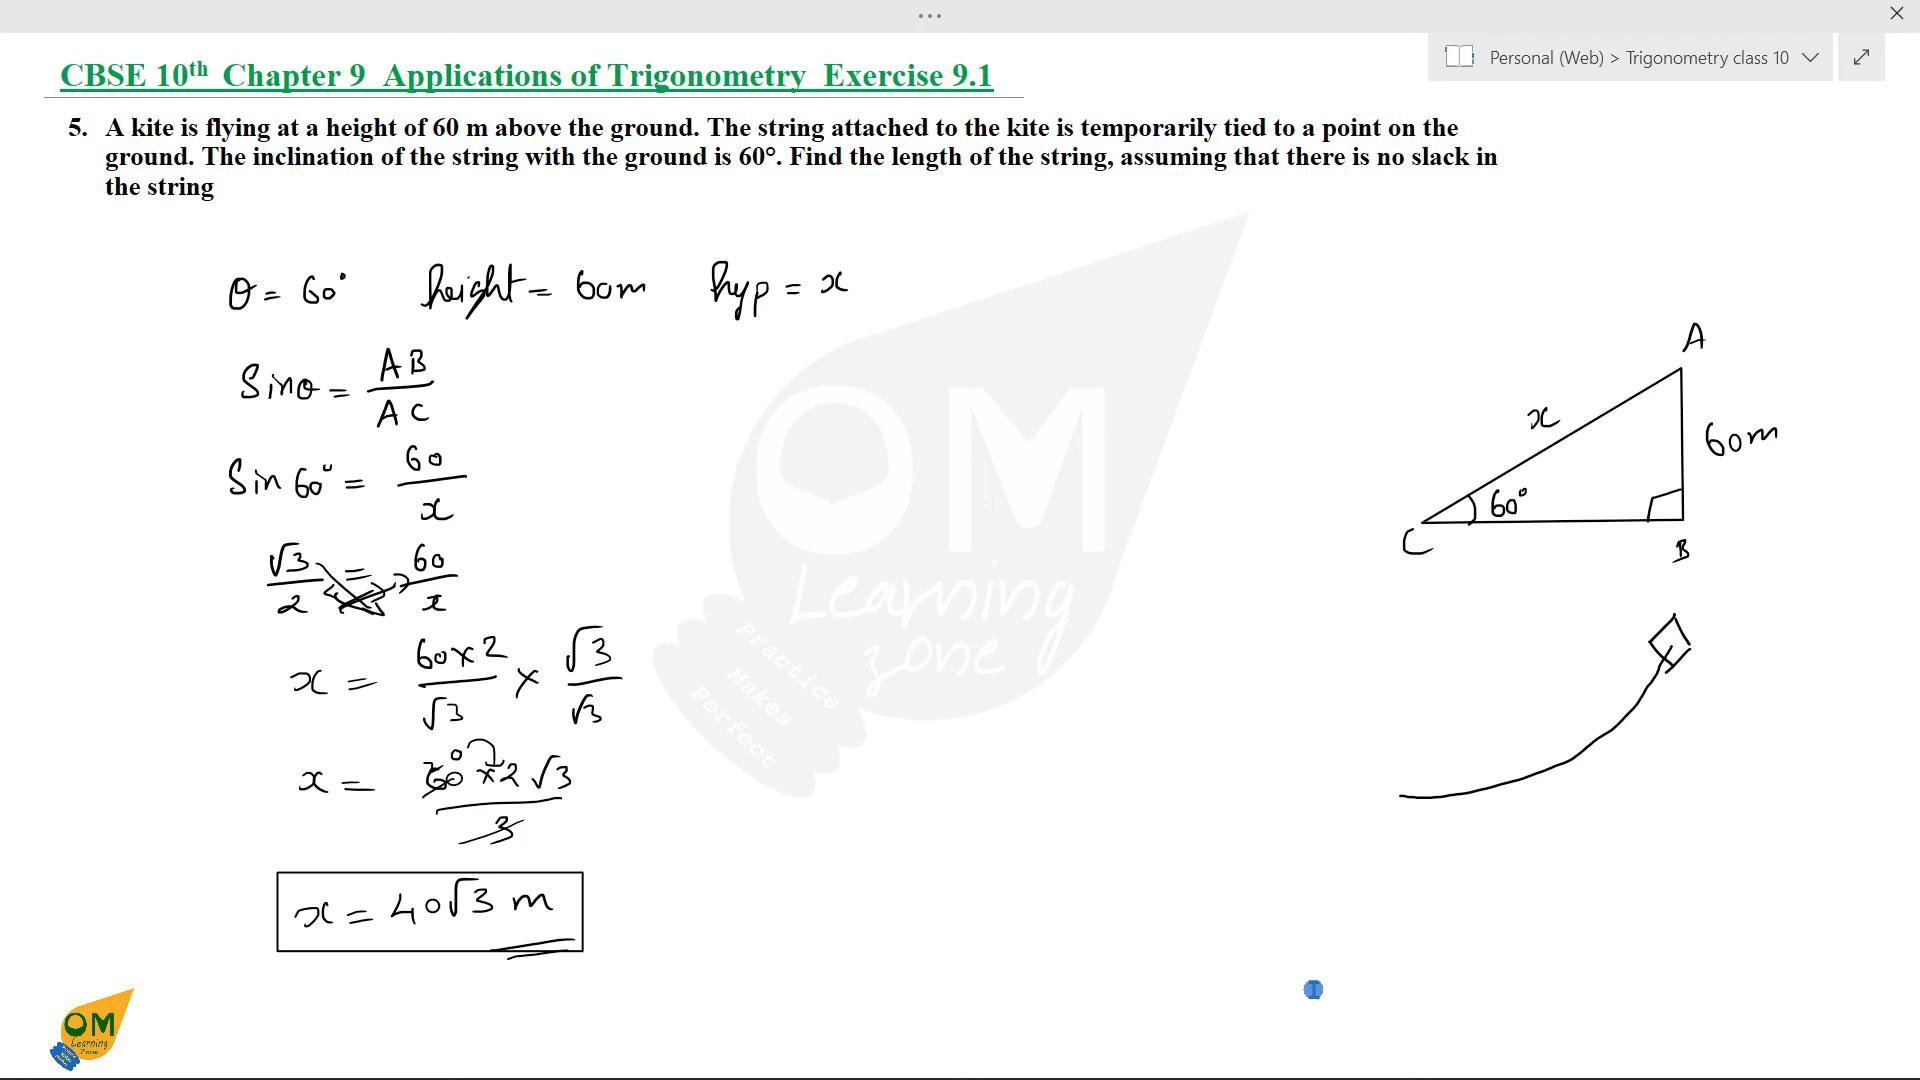 Personal (Web) > Trigonometry class 10
CBSE 10th Chapter 9 Applications of Trigonometry Exercise 9.1
5. A kite is flying at a height of 60 m above the ground. The string attached to the kite is temporarily tied to a point on the
ground. The inclination of the string with the ground is 60°. Find the length of the string, assuming that there is no slack in
the string
θ = 60° height = 60m hyp = x
Sinθ = AB / AC
Sin 60° = 60 / x
√3 / 2 = 60 / x
x = 60×2 / √3 × √3 / √3
x = 60×2√3 / 3
x = 40√3 m
A
x
60m
60°
C
B
OM
Learning
zone
Practice
Makes
Perfect
OM
Learning
Zone